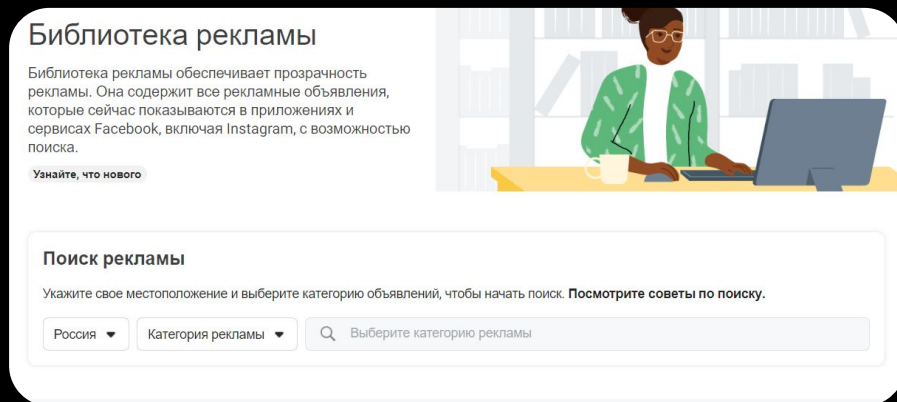 Библиотека рекламы
Библиотека рекламы обеспечивает прозрачность
рекламы. Она содержит все рекламные объявления,
которые сейчас показываются в приложениях и
сервисах Facebook, включая Instagram, с возможностью
поиска.
Узнайте, что нового
Поиск рекламы
Укажите свое местоположение и выберите категорию объявлений, чтобы начать поиск. Посмотрите советы по поиску.
Россия Категория рекламы Выберите категорию рекламы